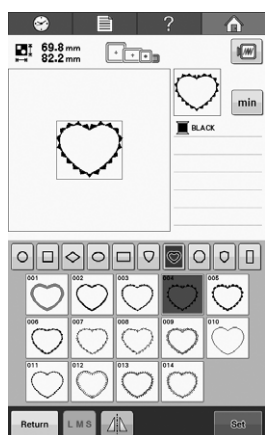 ?
69.8 mm
82.2 mm
min
BLACK
001 002 003 004 005
006 007 008 009 010
011 012 013 014
Return L M S Set